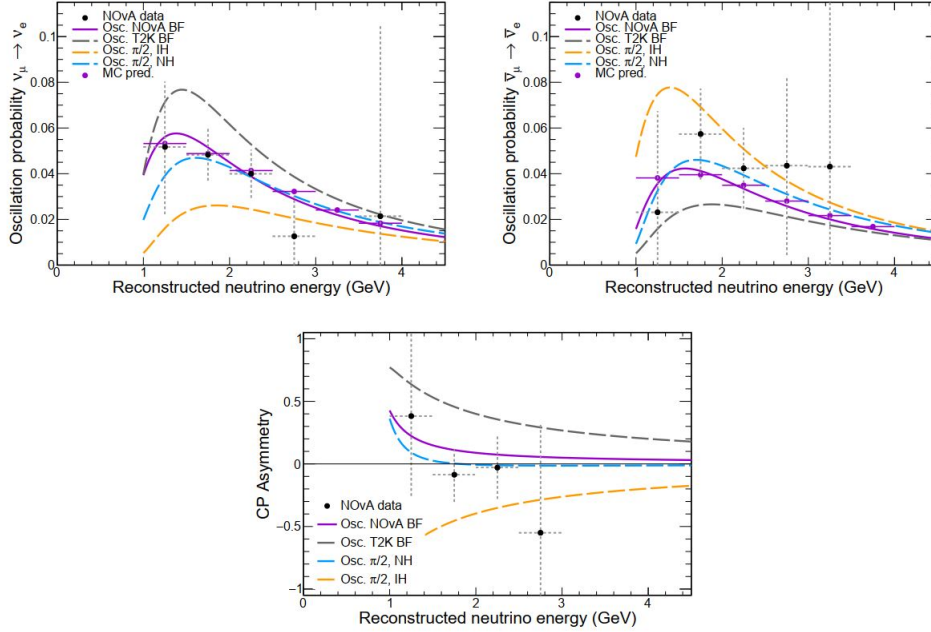 Oscillation probability ν_μ → ν_e
0.1
0.08
0.06
0.04
0.02
0
NOvA data
Osc. NOvA BF
Osc. T2K BF
Osc. π/2, IH
Osc. π/2, NH
MC pred.
0 1 2 3 4
Reconstructed neutrino energy (GeV)
Oscillation probability ν̄_μ → ν̄_e
0.1
0.08
0.06
0.04
0.02
0
NOvA data
Osc. NOvA BF
Osc. T2K BF
Osc. π/2, IH
Osc. π/2, NH
MC pred.
0 1 2 3 4
Reconstructed neutrino energy (GeV)
CP Asymmetry
1
0.5
0
−0.5
−1
NOvA data
Osc. NOvA BF
Osc. T2K BF
Osc. π/2, NH
Osc. π/2, IH
0 1 2 3 4
Reconstructed neutrino energy (GeV)